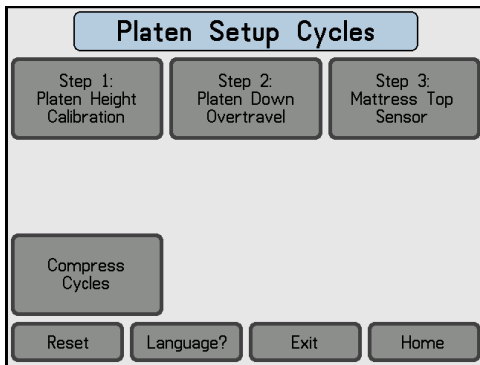 Platen Setup Cycles
Step 1:
Platen Height
Calibration
Step 2:
Platen Down
Overtravel
Step 3:
Mattress Top
Sensor
Compress
Cycles
Reset
Language?
Exit
Home